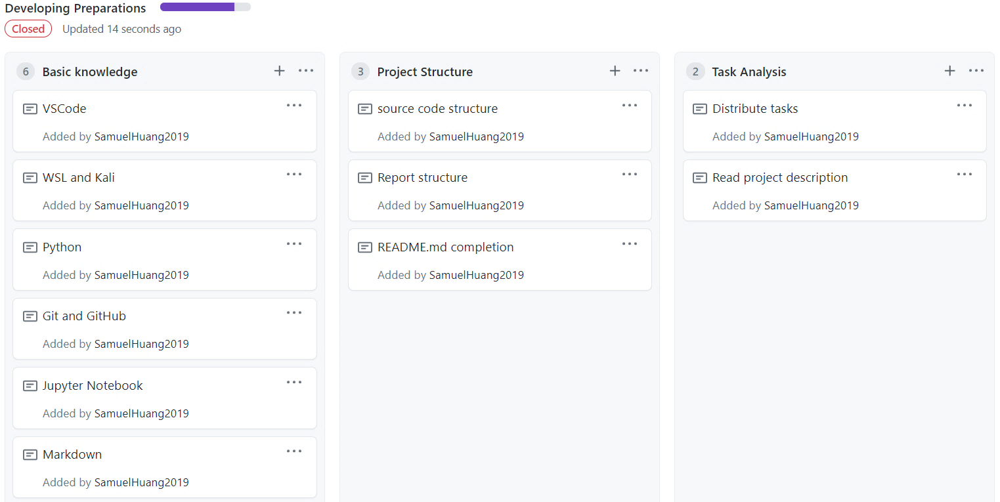 Developing Preparations
Closed Updated 14 seconds ago
6 Basic knowledge
VSCode
Added by SamuelHuang2019
WSL and Kali
Added by SamuelHuang2019
Python
Added by SamuelHuang2019
Git and GitHub
Added by SamuelHuang2019
Jupyter Notebook
Added by SamuelHuang2019
Markdown
Added by SamuelHuang2019
3 Project Structure
source code structure
Added by SamuelHuang2019
Report structure
Added by SamuelHuang2019
README.md completion
Added by SamuelHuang2019
2 Task Analysis
Distribute tasks
Added by SamuelHuang2019
Read project description
Added by SamuelHuang2019